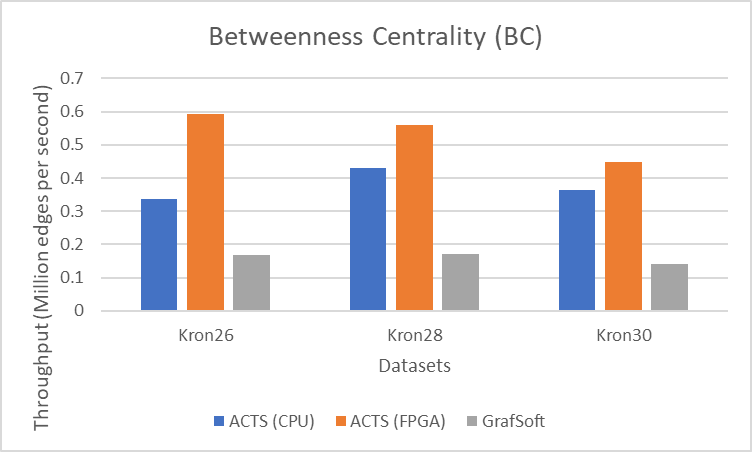 Betweenness Centrality (BC)
Throughput (Million edges per second)
0.7
0.6
0.5
0.4
0.3
0.2
0.1
0
Kron26 Kron28 Kron30
Datasets
ACTS (CPU) ACTS (FPGA) GrafSoft